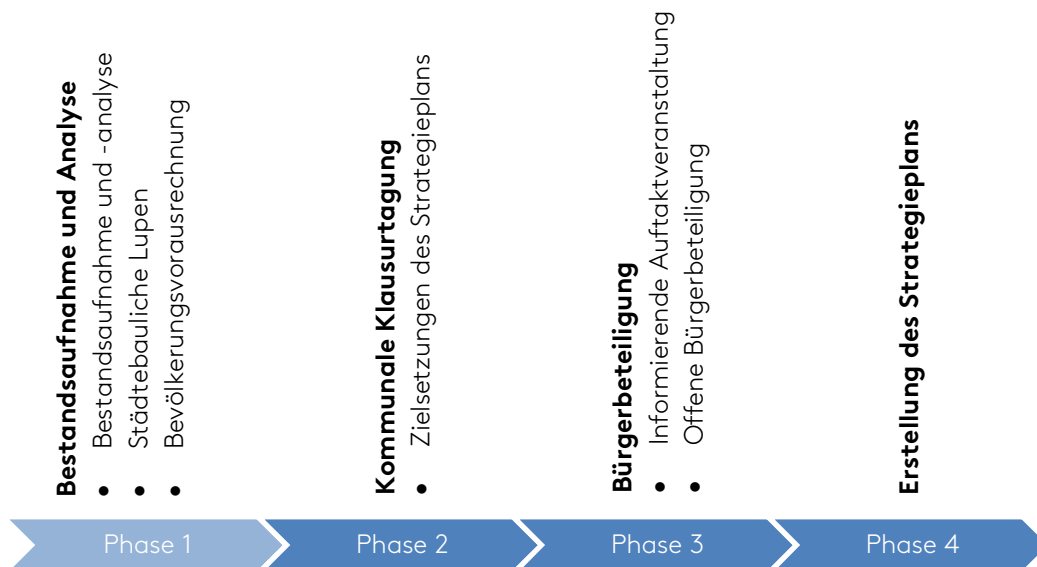 Bestandsaufnahme und Analyse
• Bestandsaufnahme und -analyse
• Städtebauliche Lupen
• Bevölkerungsvorausrechnung
Kommunale Klausurtagung
• Zielsetzungen des Strategieplans
Bürgerbeteiligung
• Informierende Auftaktveranstaltung
• Offene Bürgerbeteiligung
Erstellung des Strategieplans
Phase 1
Phase 2
Phase 3
Phase 4